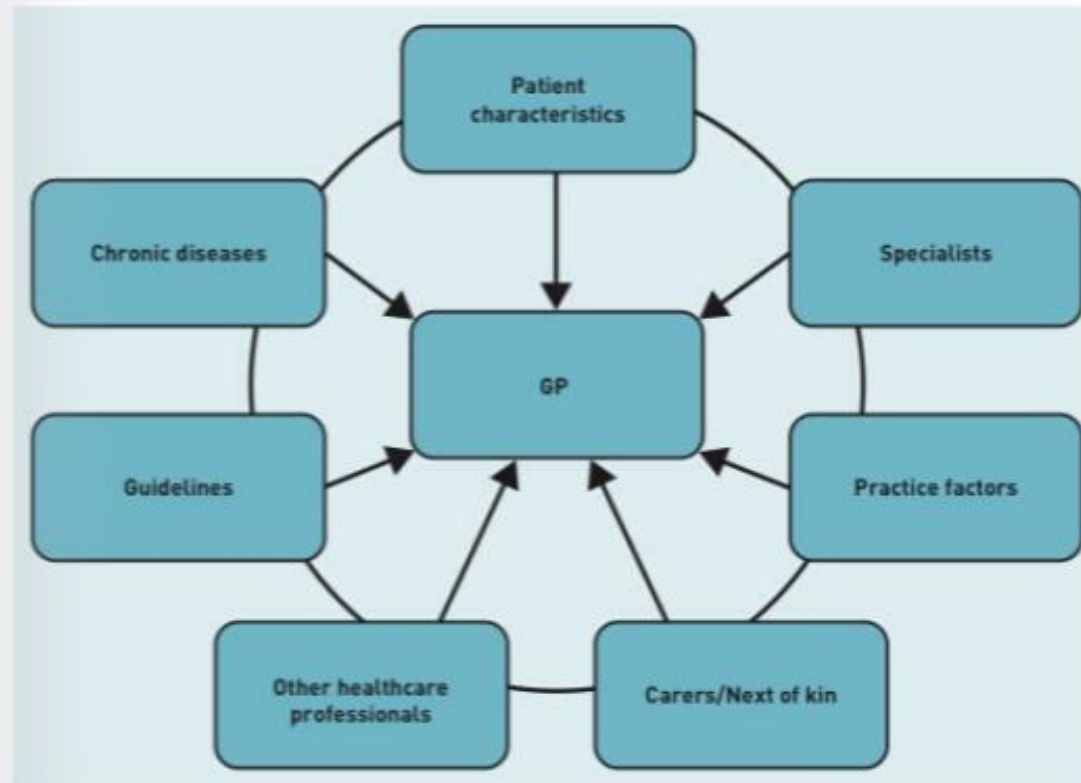 Patient
characteristics
Chronic diseases
Specialists
GP
Guidelines
Practice factors
Other healthcare
professionals
Carers/Next of kin